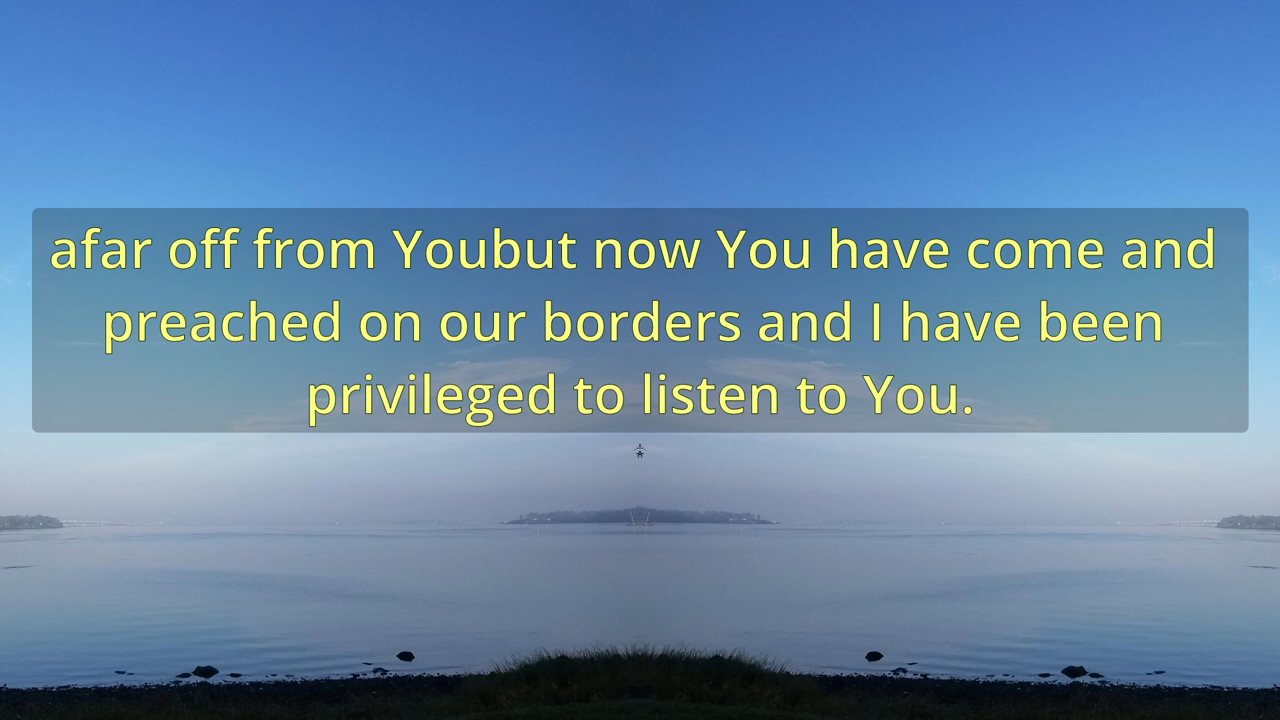 afar off from Youbut now You have come and
preached on our borders and I have been
privileged to listen to You.